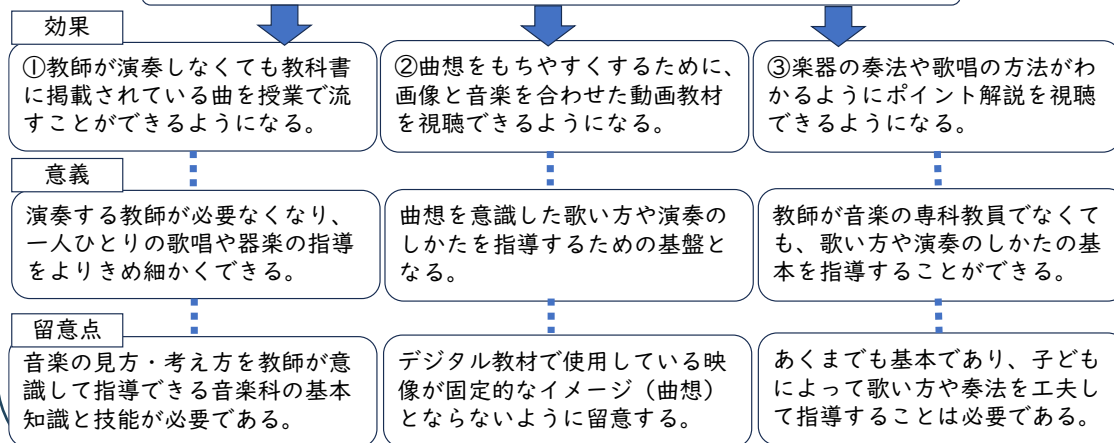 効果
①教師が演奏しなくても教科書
に掲載されている曲を授業で流
すことができるようになる。
②曲想をもちやすくするために、
画像と音楽を合わせた動画教材
を視聴できるようになる。
③楽器の奏法や歌唱の方法がわ
かるようにポイント解説を視聴
できるようになる。
意義
演奏する教師が必要なくなり、
一人ひとりの歌唱や器楽の指導
をよりきめ細かくできる。
曲想を意識した歌い方や演奏の
しかたを指導するための基盤と
なる。
教師が音楽の専科教員でなくて
も、歌い方や演奏のしかたの基
本を指導することができる。
留意点
音楽の見方・考え方を教師が意
識して指導できる音楽科の基本
知識と技能が必要である。
デジタル教材で使用している映
像が固定的なイメージ（曲想）
とならないように留意する。
あくまでも基本であり、子ども
によって歌い方や奏法を工夫し
て指導することは必要である。